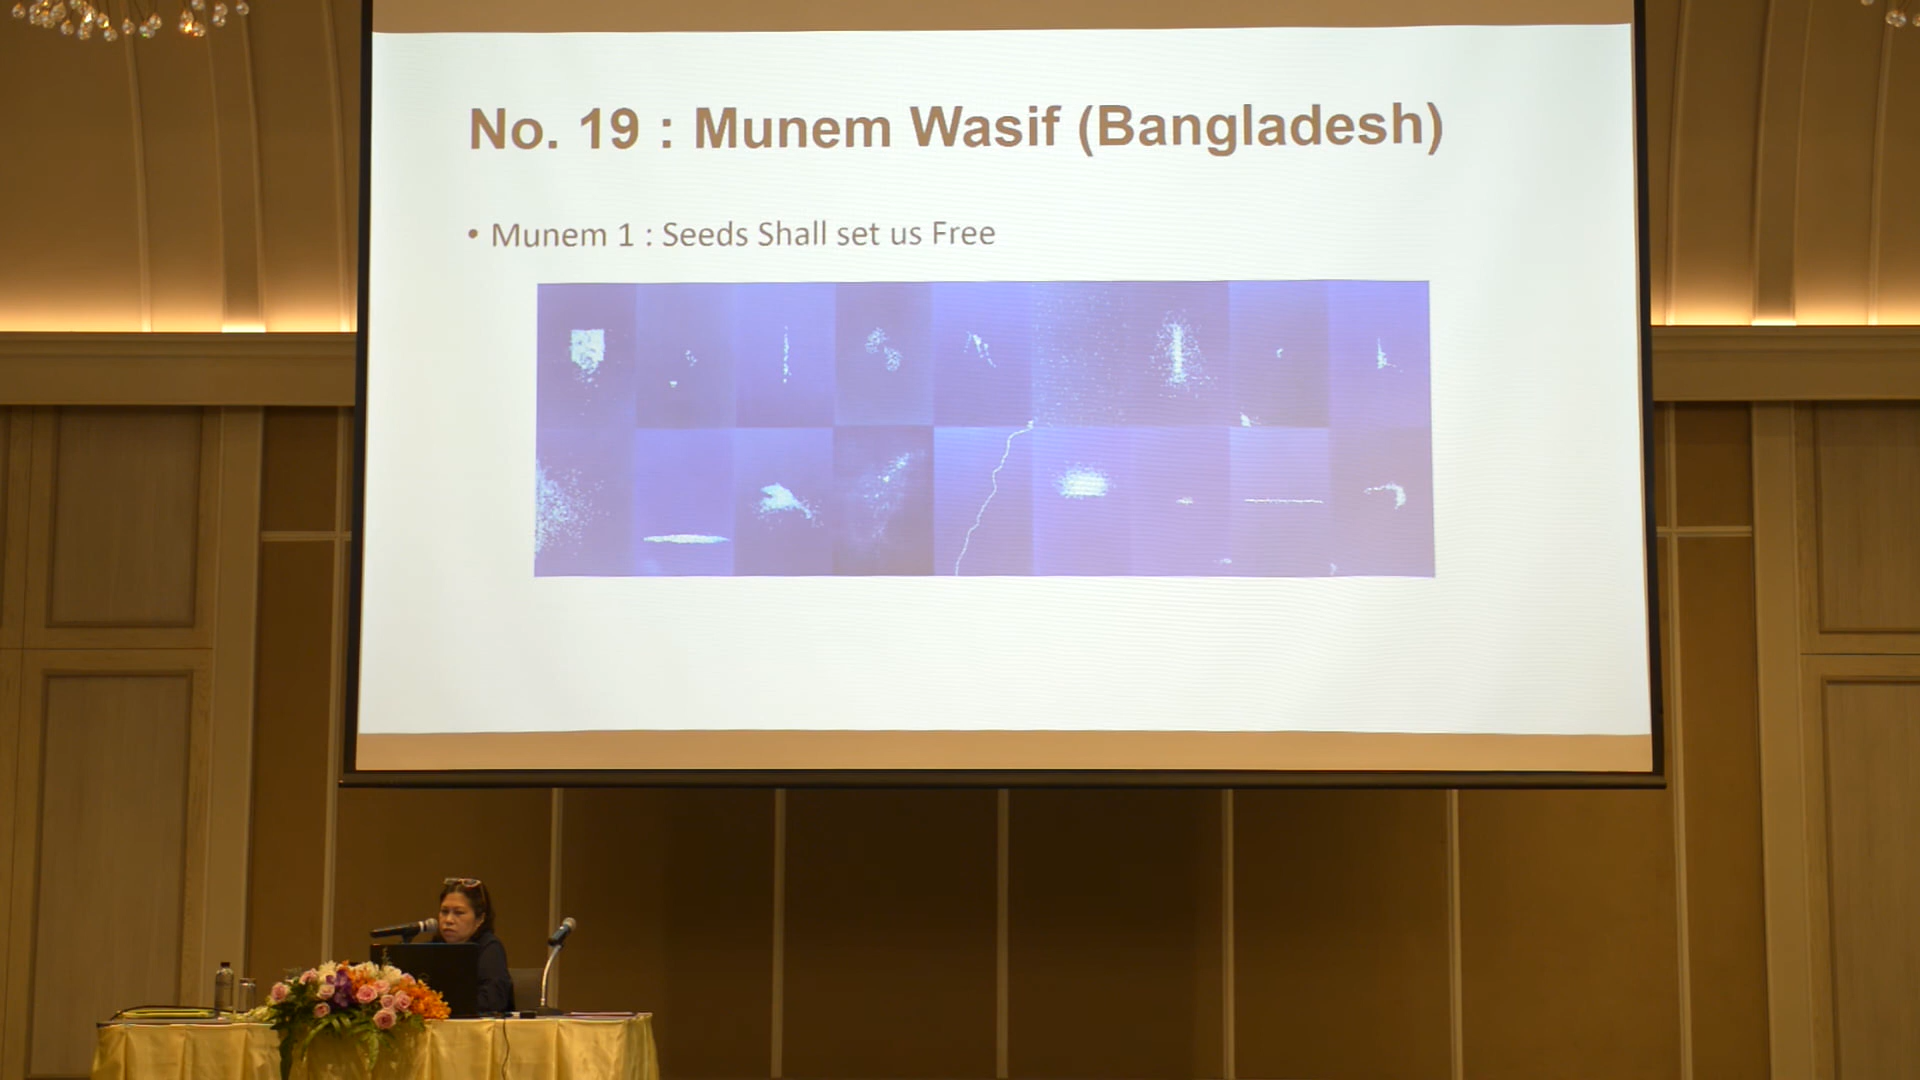 No. 19 : Munem Wasif (Bangladesh)
• Munem 1 : Seeds Shall set us Free